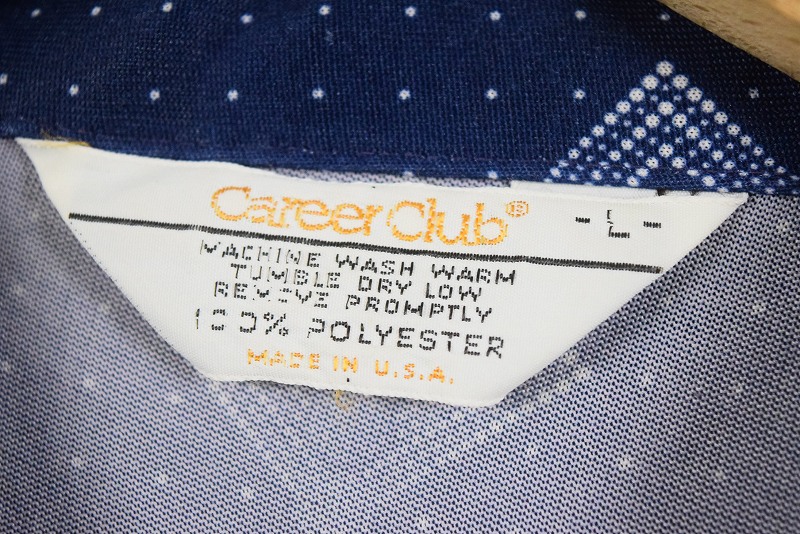 Career Club® - L -
MACHINE WASH WARM
TUMBLE DRY LOW
REMOVE PROMPTLY
100% POLYESTER
MADE IN U.S.A.